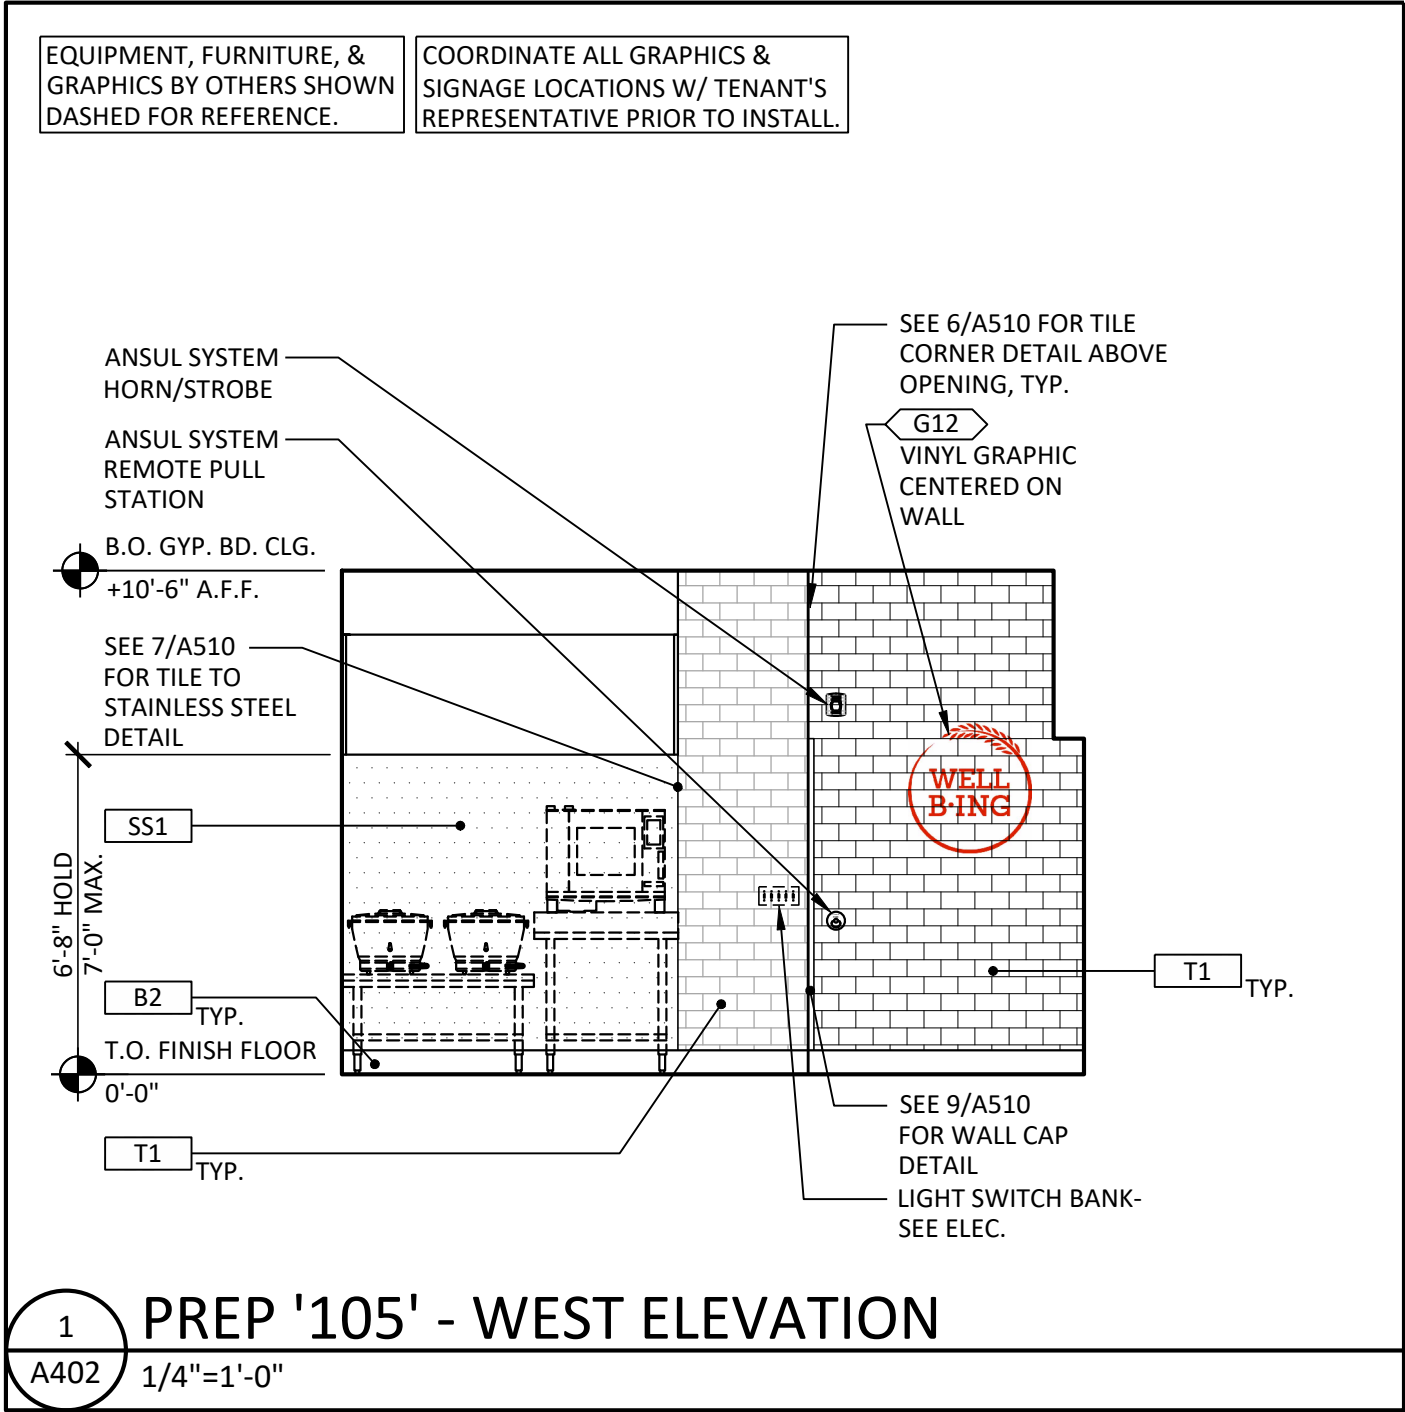 EQUIPMENT, FURNITURE, &
GRAPHICS BY OTHERS SHOWN
DASHED FOR REFERENCE.
COORDINATE ALL GRAPHICS &
SIGNAGE LOCATIONS W/ TENANT'S
REPRESENTATIVE PRIOR TO INSTALL.
ANSUL SYSTEM
HORN/STROBE
ANSUL SYSTEM
REMOTE PULL
STATION
B.O. GYP. BD. CLG.
+10'-6" A.F.F.
SEE 7/A510
FOR TILE TO
STAINLESS STEEL
DETAIL
SS1
6'-8" HOLD
7'-0" MAX.
B2
TYP.
T.O. FINISH FLOOR
0'-0"
T1
TYP.
SEE 6/A510 FOR TILE
CORNER DETAIL ABOVE
OPENING, TYP.
G12
VINYL GRAPHIC
CENTERED ON
WALL
WELL
B·ING
T1
TYP.
SEE 9/A510
FOR WALL CAP
DETAIL
LIGHT SWITCH BANK-
SEE ELEC.
1
A402
PREP '105' - WEST ELEVATION
1/4"=1'-0"